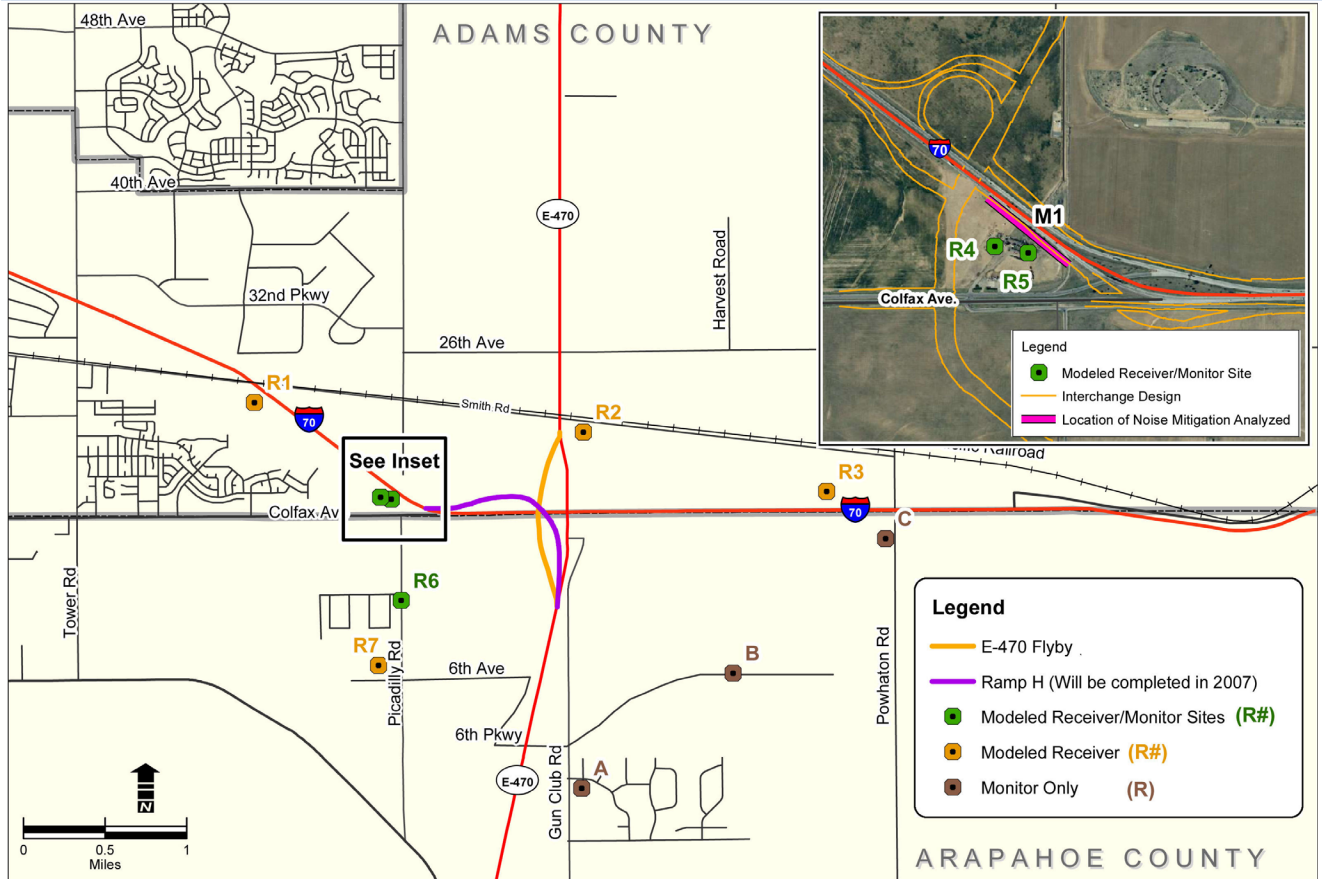 48th Ave
ADAMS COUNTY
40th Ave
E-470
32nd Pkwy
Harvest Road
26th Ave
Smith Rd
R1
70
R2
See Inset
R3
70
Railroad
Colfax Av
C
R6
Tower Rd
R7
Picadilly Rd
6th Ave
B
Powhaton Rd
6th Pkwy
Gun Club Rd
E-470
A
N
0 0.5 1
Miles
70
M1
R4
R5
Colfax Ave.
Legend
Modeled Receiver/Monitor Site
Interchange Design
Location of Noise Mitigation Analyzed
Legend
E-470 Flyby .
Ramp H (Will be completed in 2007)
Modeled Receiver/Monitor Sites (R#)
Modeled Receiver (R#)
Monitor Only (R)
ARAPAHOE COUNTY